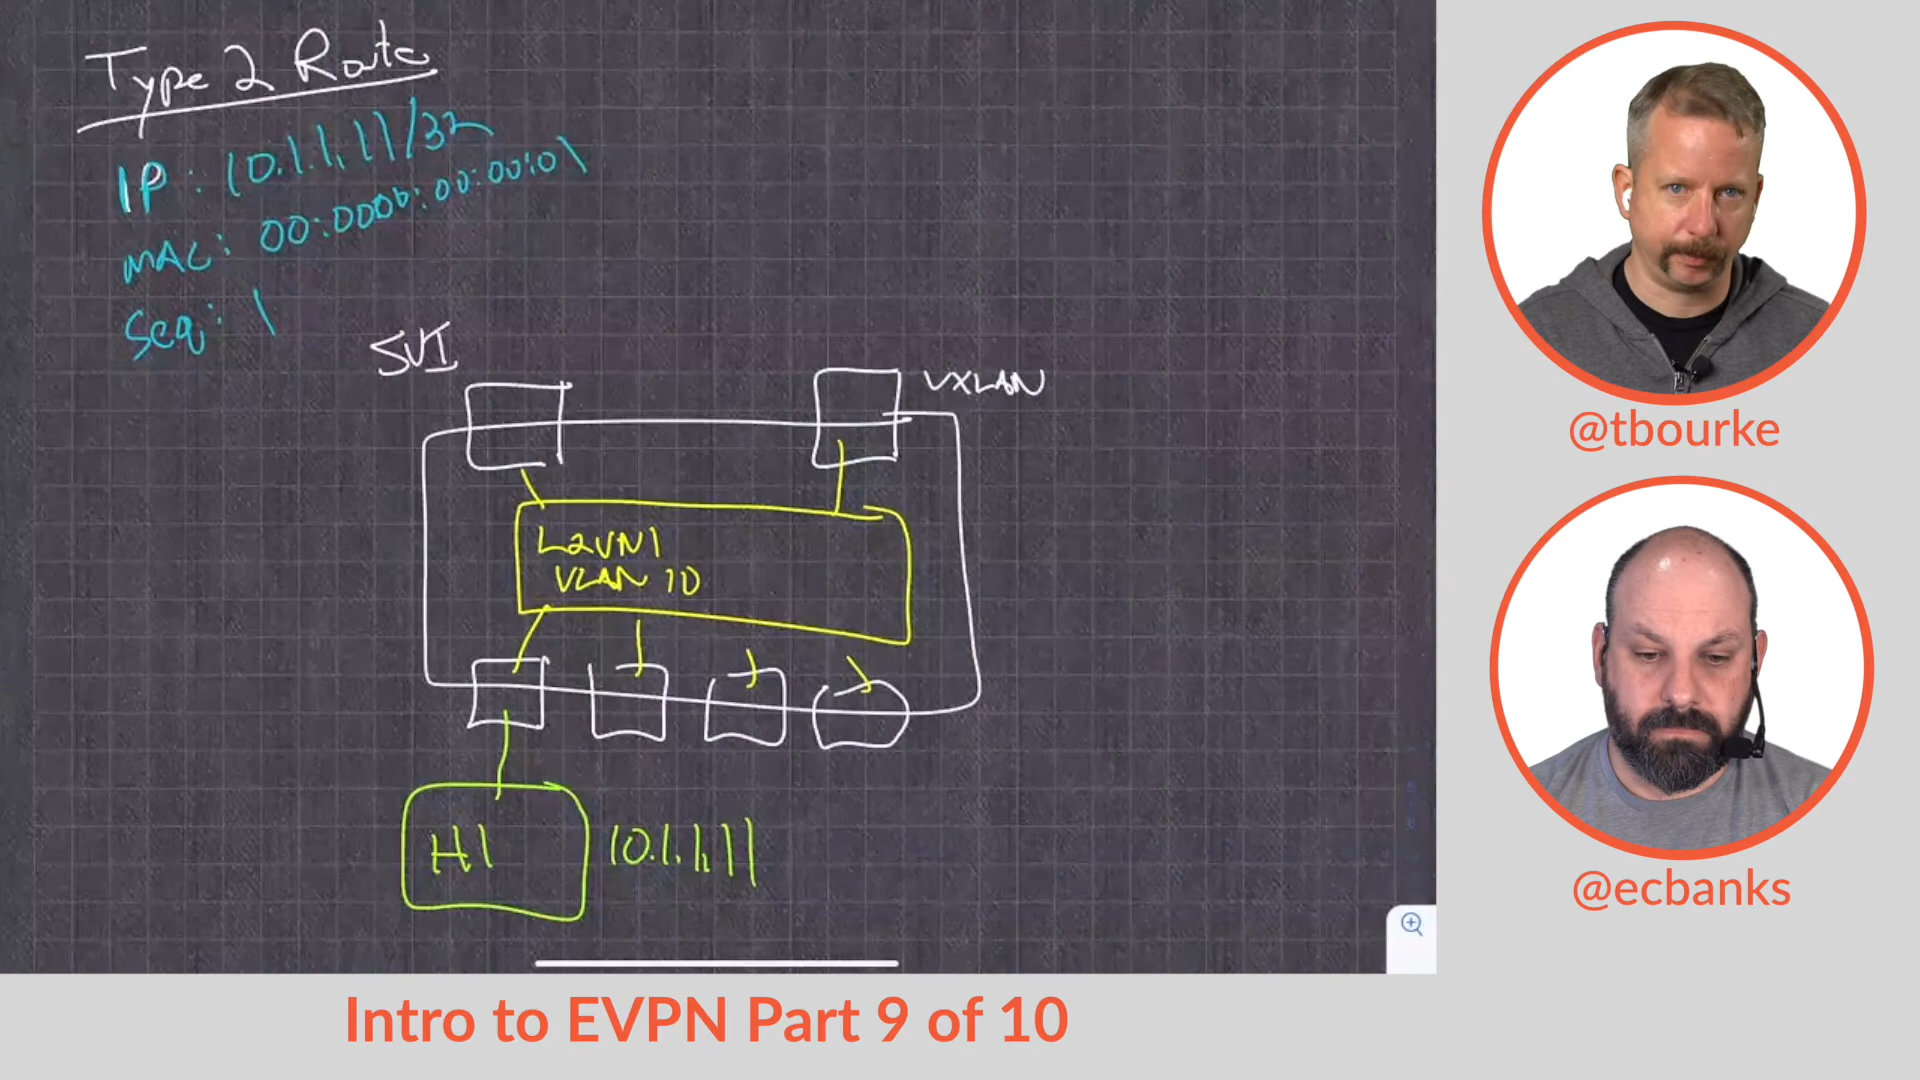 Type 2 Route
IP: 10.1.1.11/32
MAC: 00:0000:00:00:01
Seq: 1
SVI
VXLAN
L2VNI
VLAN 10
H1
10.1.1.11
@tbourke
@ecbanks
Intro to EVPN Part 9 of 10